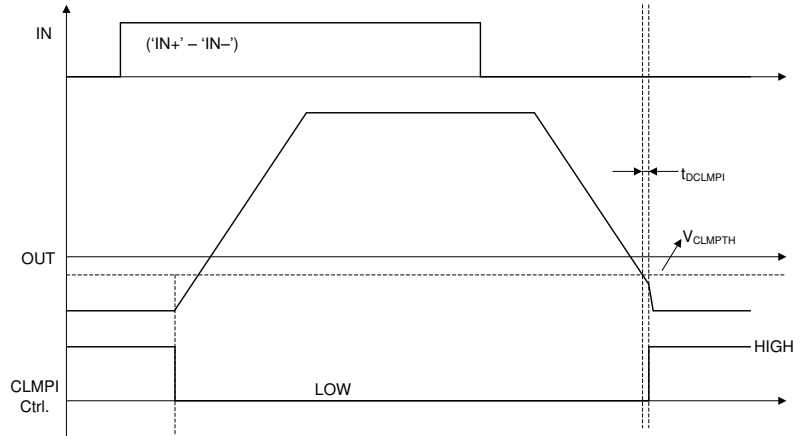 IN
(‘IN+’ – ‘IN–’)
tDCLMPI
VCLMPTH
OUT
HIGH
CLMPI
Ctrl.
LOW